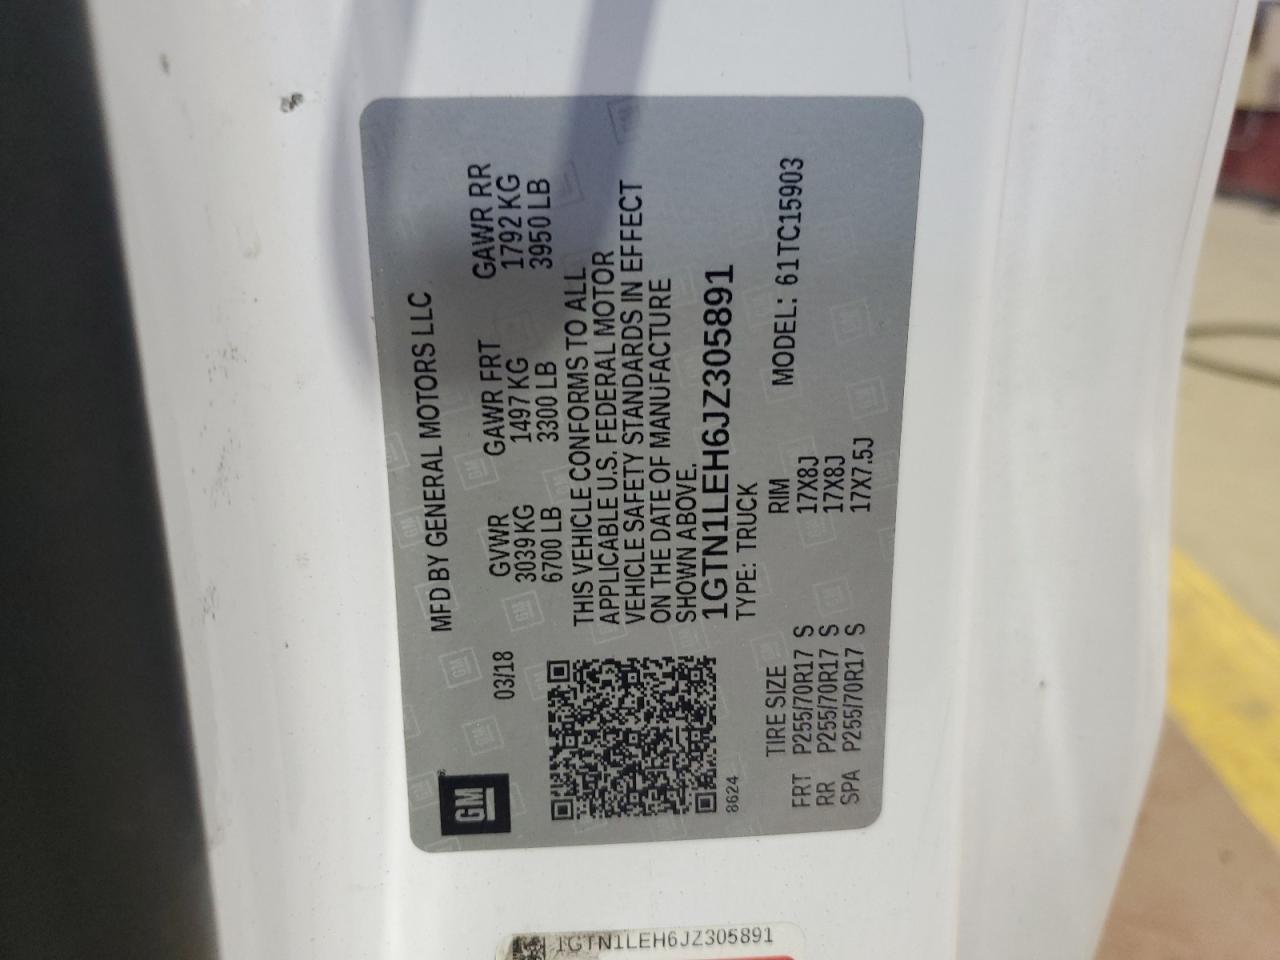 GM
MFD BY GENERAL MOTORS LLC
03/18
GVWR GAWR FRT GAWR RR
3039 KG 1497 KG 1792 KG
6700 LB 3300 LB 3950 LB
THIS VEHICLE CONFORMS TO ALL
APPLICABLE U.S. FEDERAL MOTOR
VEHICLE SAFETY STANDARDS IN EFFECT
ON THE DATE OF MANUFACTURE
SHOWN ABOVE.
1GTN1LEH6JZ305891
8624 TYPE: TRUCK
TIRE SIZE RIM MODEL: 61TC15903
FRT P255/70R17 S 17X8J
RR P255/70R17 S 17X8J
SPA P255/70R17 S 17X7.5J
1GTN1LEH6JZ305891